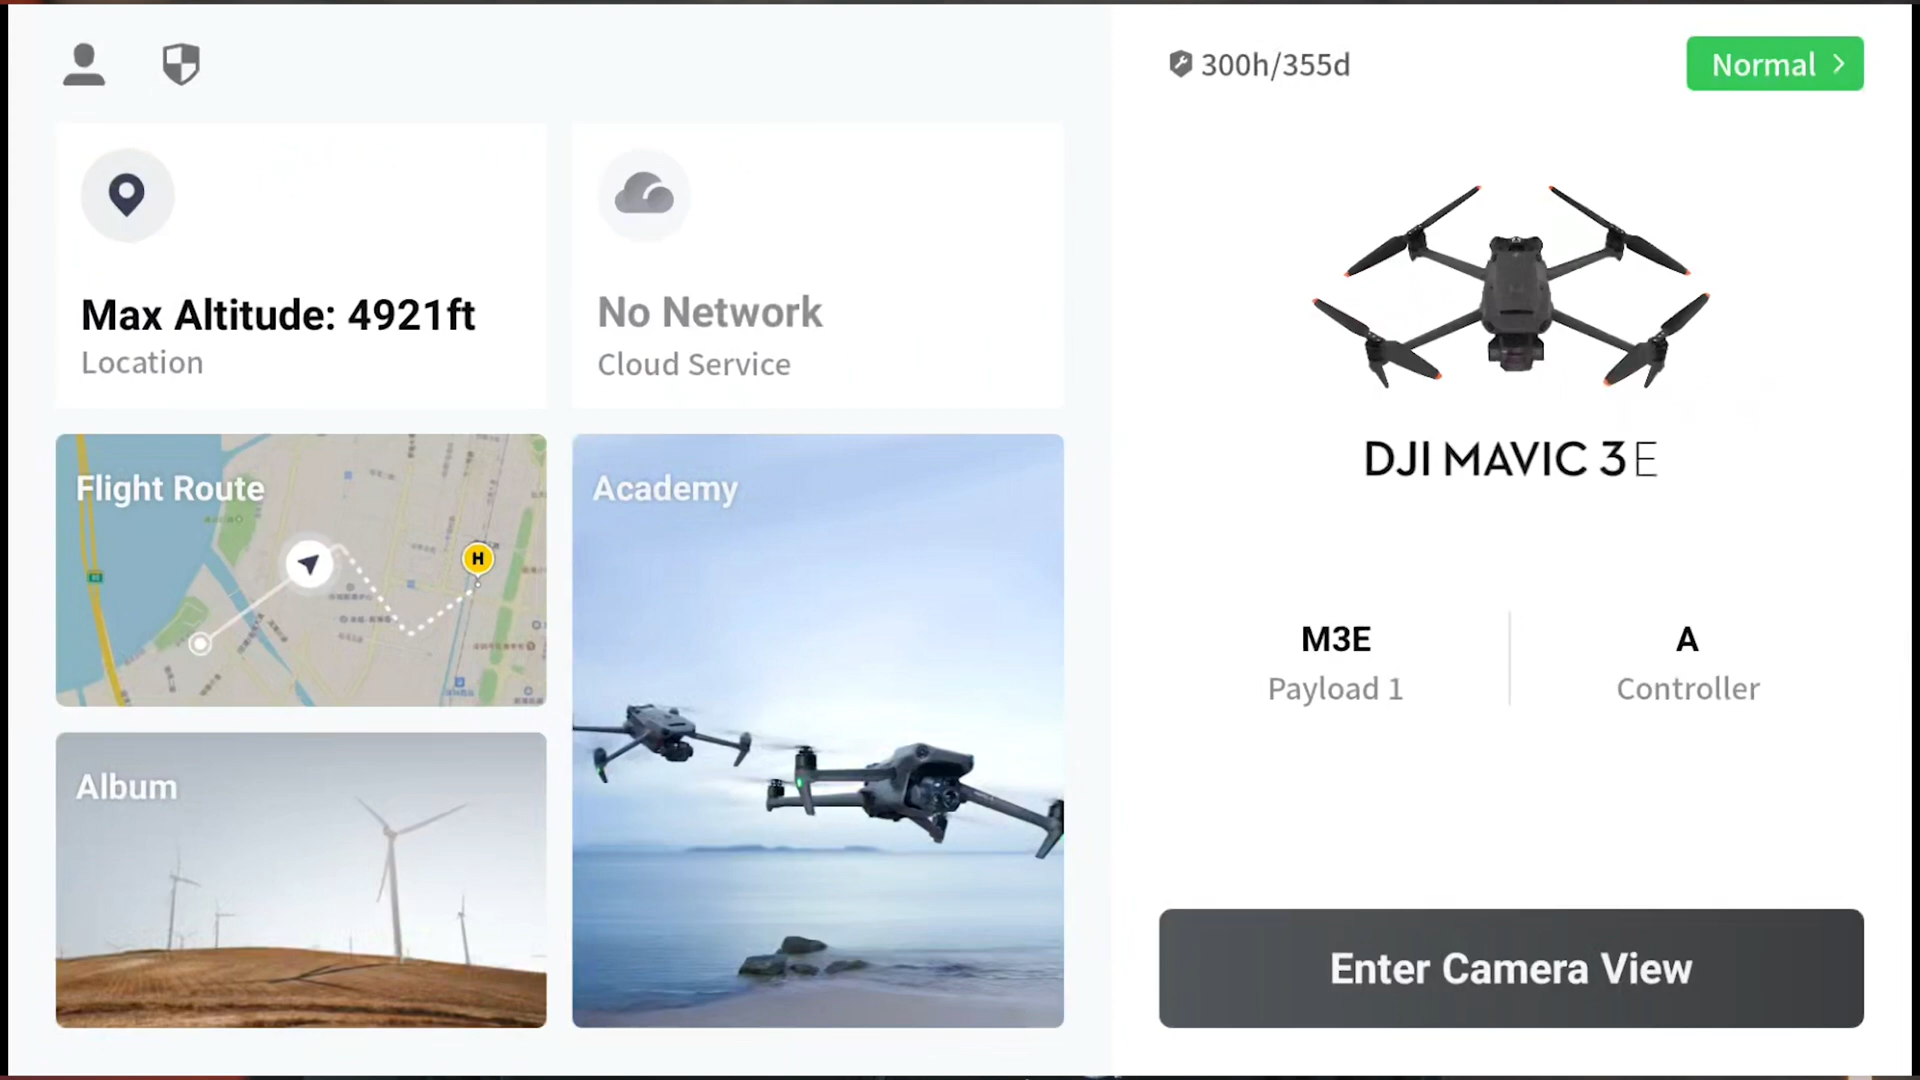 300h/355d
Normal
Max Altitude: 4921ft
Location
No Network
Cloud Service
Flight Route
H
Academy
Album
DJI MAVIC 3E
M3E
Payload 1
A
Controller
Enter Camera View